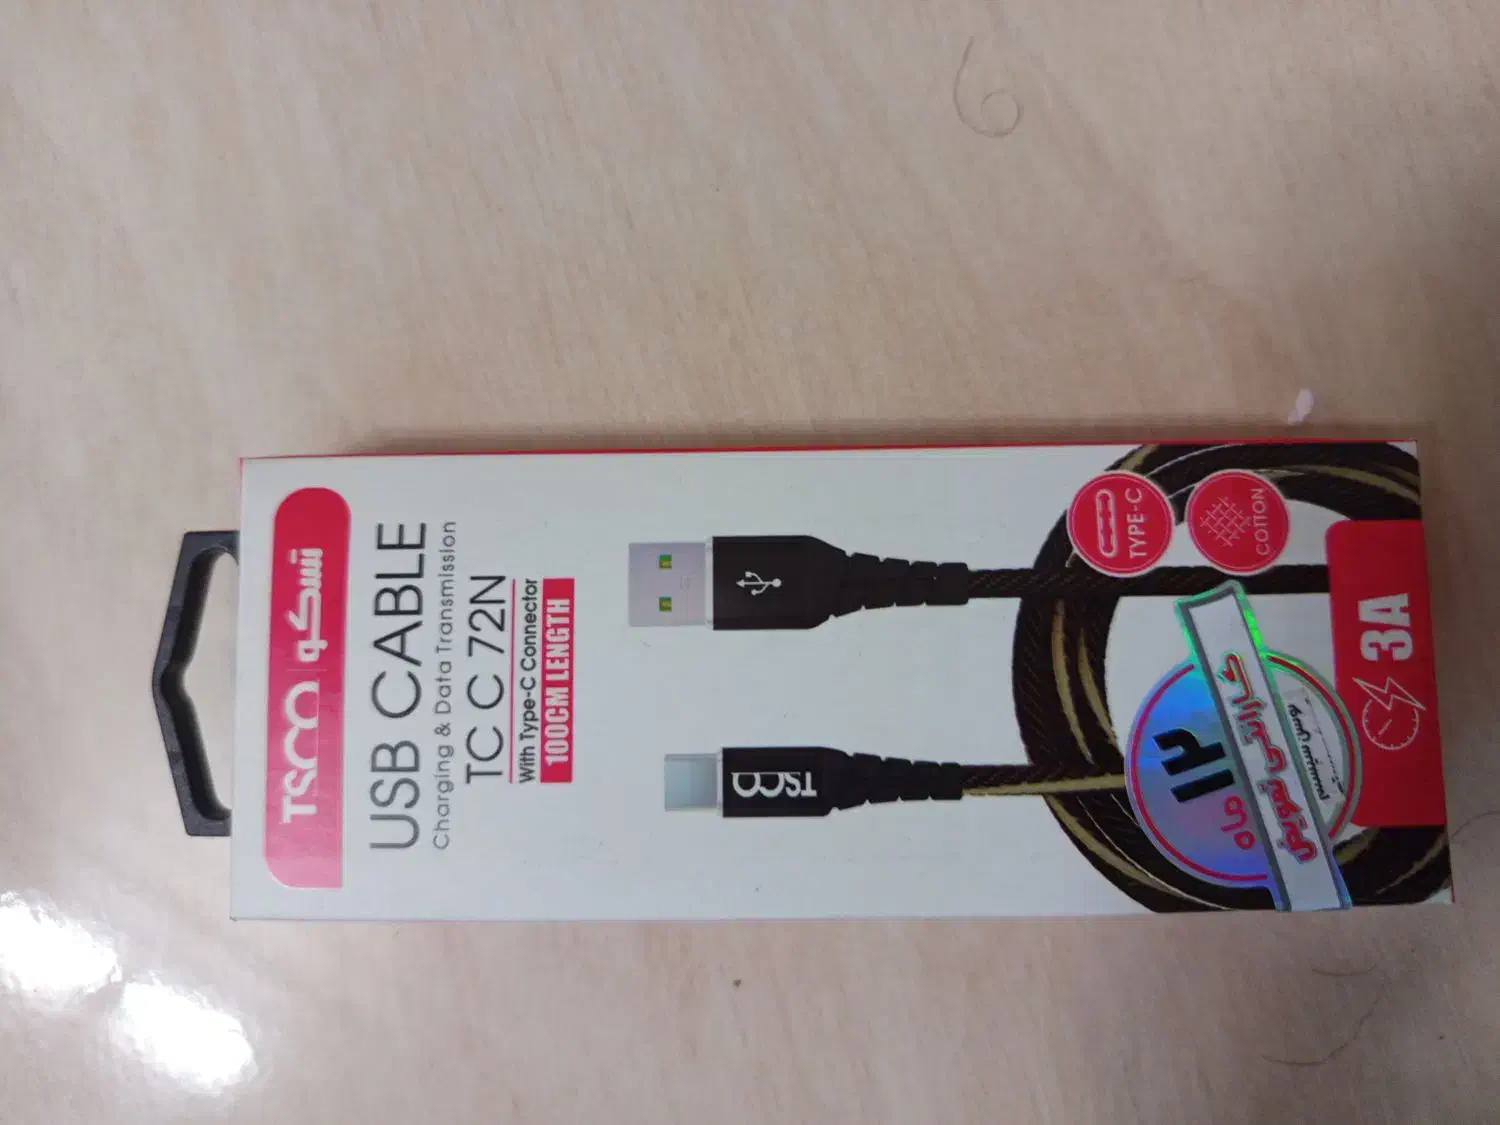 TSCO | تسکو
USB CABLE
Charging & Data Transmission
TC C 72N
With Type-C Connector
100CM LENGTH
TSCO
TYPE-C
COTTON
۱۲
ماه
گارانتی تعویض
3A